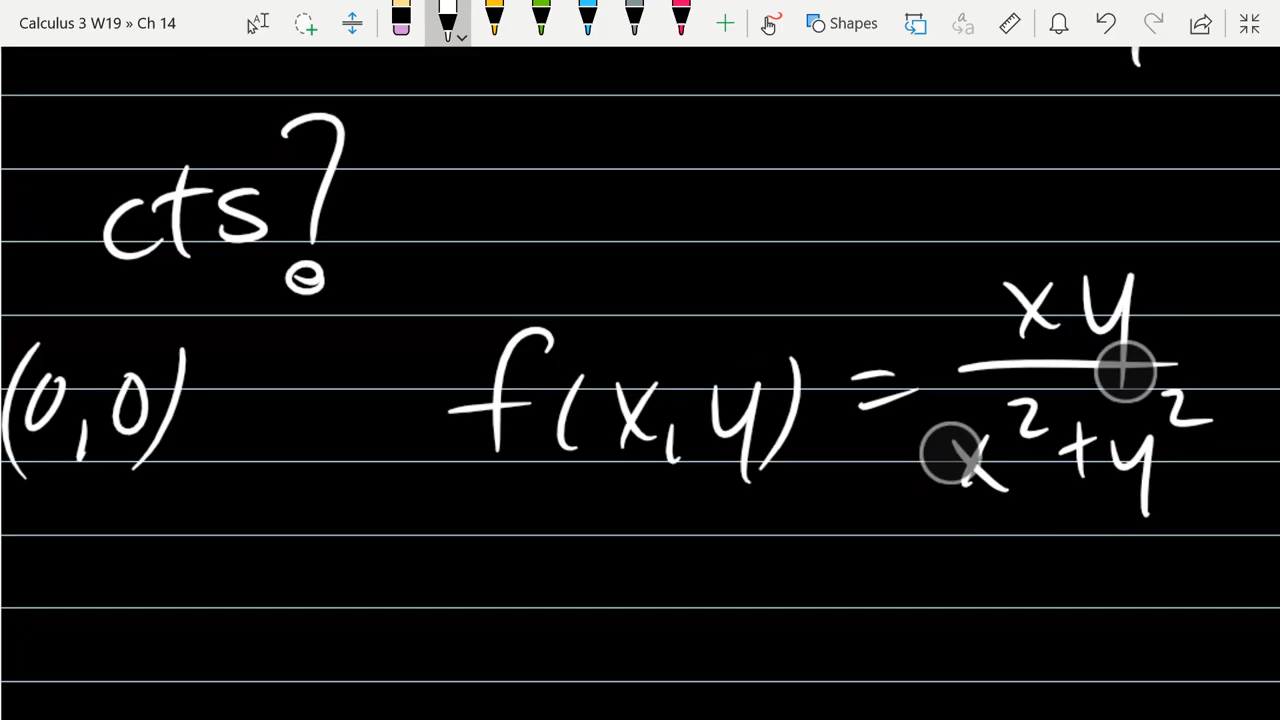 Calculus 3 W19 » Ch 14
Shapes
cts?
(0,0) f(x,y) = xy / x²+y²